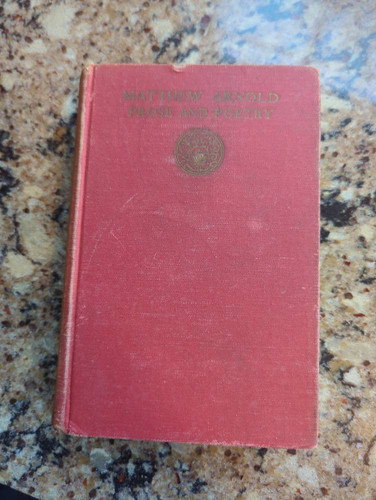 MATTHEW ARNOLD
PROSE AND POETRY